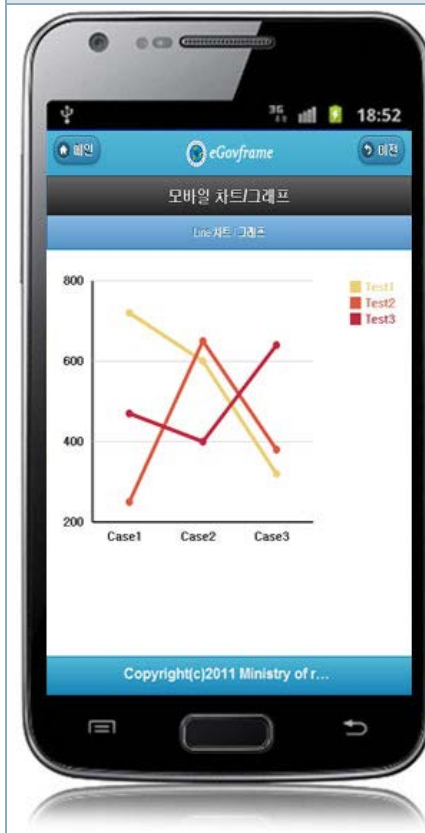 3G
18:52
메인
eGovframe
이전
모바일 차트/그래프
Line 차트 / 그래프
800
600
400
200
Test1
Test2
Test3
Case1 Case2 Case3
Copyright(c)2011 Ministry of r...